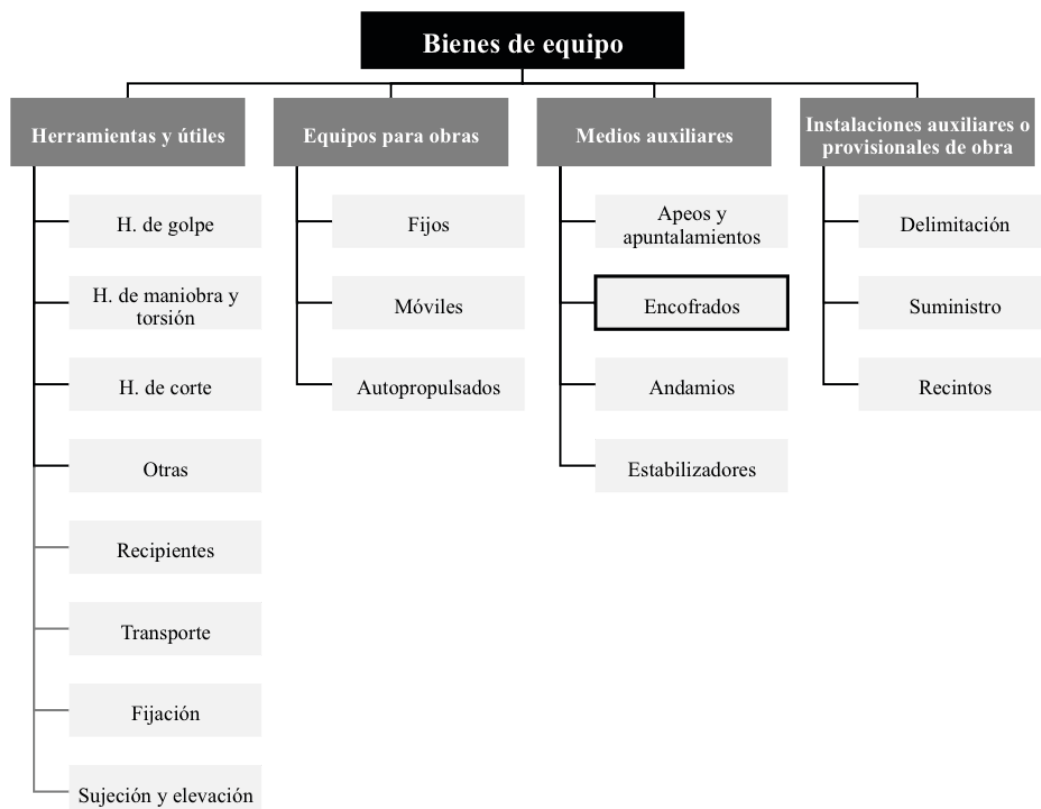 Bienes de equipo
Herramientas y útiles
H. de golpe
H. de maniobra y
torsión
H. de corte
Otras
Recipientes
Transporte
Fijación
Sujeción y elevación
Equipos para obras
Fijos
Móviles
Autopropulsados
Medios auxiliares
Apeos y
apuntalamientos
Encofrados
Andamios
Estabilizadores
Instalaciones auxiliares o
provisionales de obra
Delimitación
Suministro
Recintos